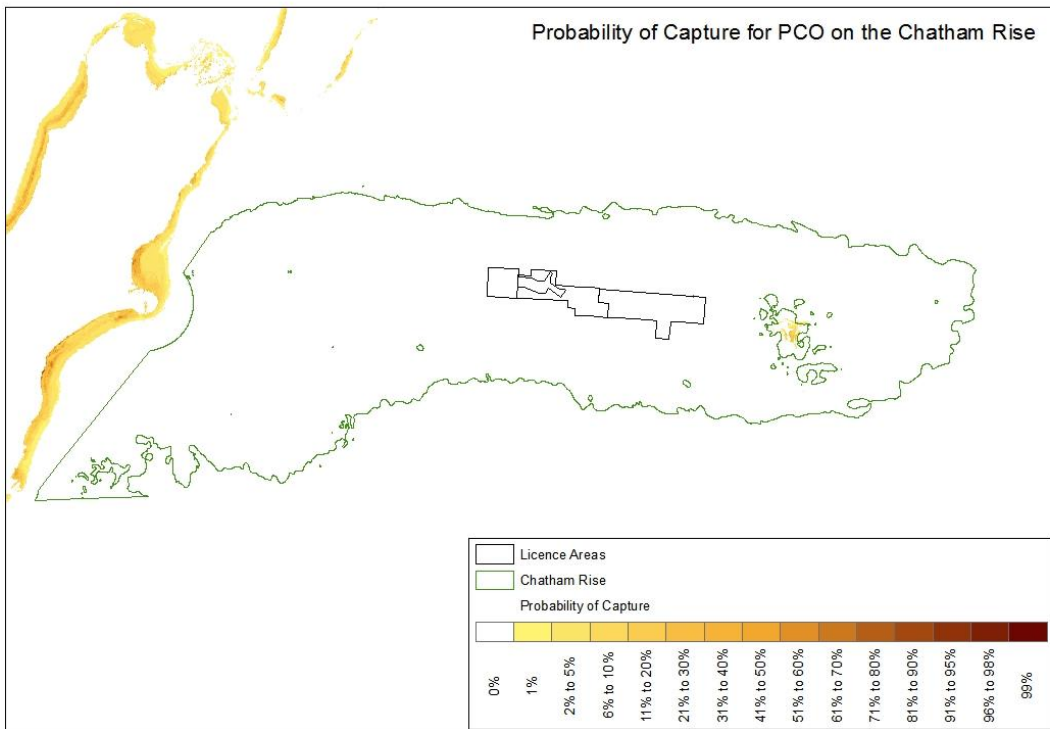 Probability of Capture for PCO on the Chatham Rise
Licence Areas
Chatham Rise
Probability of Capture
0%
1%
2% to 5%
6% to 10%
11% to 20%
21% to 30%
31% to 40%
41% to 50%
51% to 60%
61% to 70%
71% to 80%
81% to 90%
91% to 95%
96% to 98%
99%